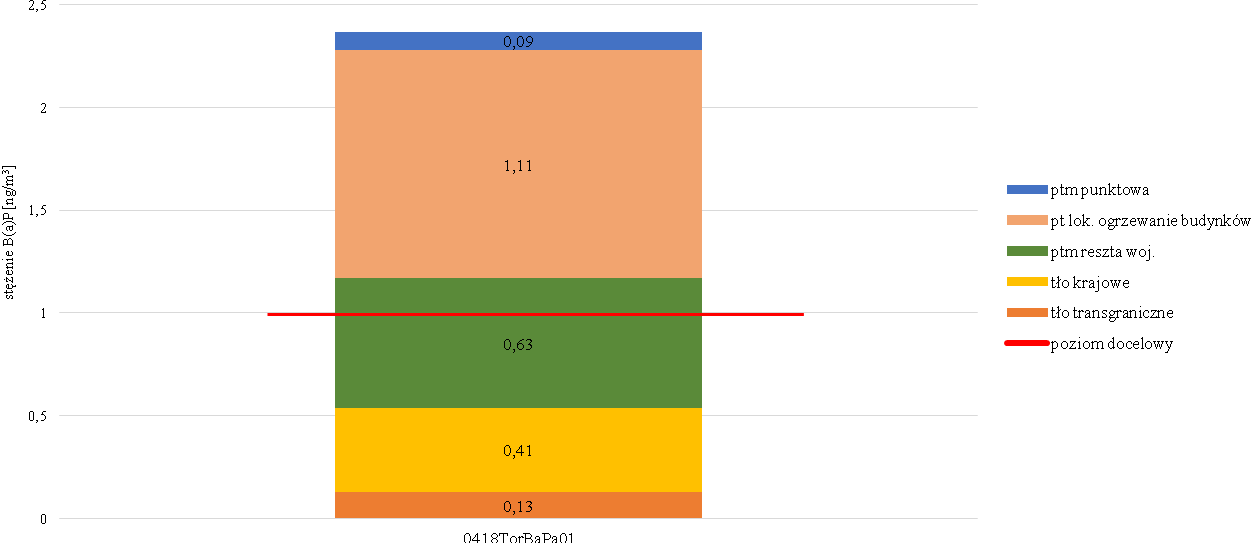 2,5
2
1,5
1
0,5
0
stężenie B(a)P [ng/m³]
0,09
1,11
0,63
0,41
0,13
0418TorBaPa01
ptm punktowa
pt lok. ogrzewanie budynków
ptm reszta woj.
tło krajowe
tło transgraniczne
poziom docelowy